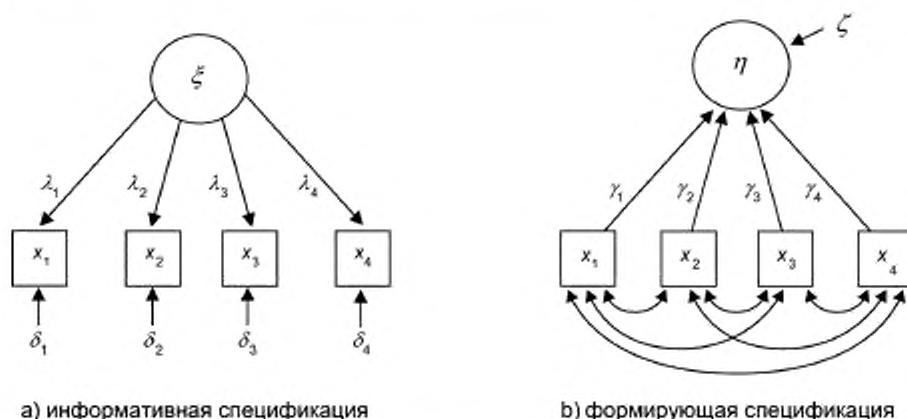 ξ
λ₁ λ₂ λ₃ λ₄
x₁ x₂ x₃ x₄
δ₁ δ₂ δ₃ δ₄
a) информативная спецификация
ζ
η
γ₁ γ₂ γ₃ γ₄
x₁ x₂ x₃ x₄
b) формирующая спецификация